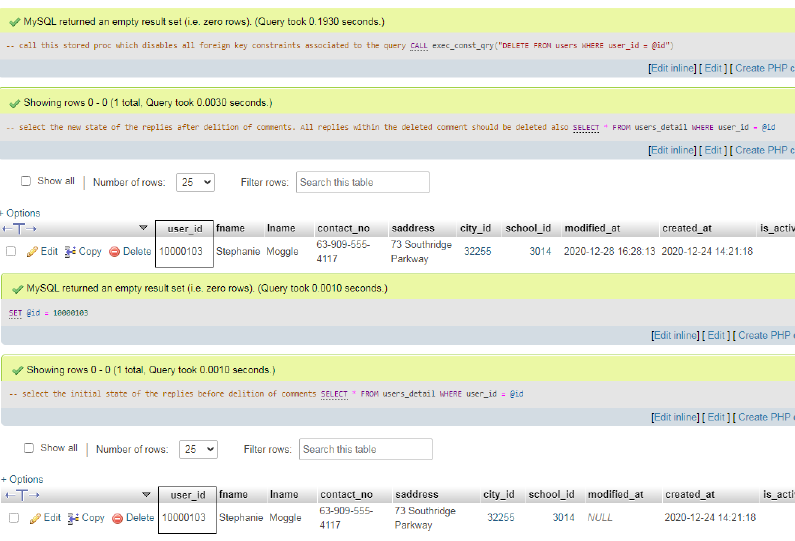 MySQL returned an empty result set (i.e. zero rows). (Query took 0.1930 seconds.)
-- call this stored proc which disables all foreign key constraints associated to the query CALL exec_const_qry("DELETE FROM users WHERE user_id = @id")
[Edit inline] [ Edit ] [ Create PHP c
Showing rows 0 - 0 (1 total, Query took 0.0030 seconds.)
-- select the new state of the replies after delition of comments. All replies within the deleted comment should be deleted also SELECT * FROM users_detail WHERE user_id = @id
[Edit inline] [ Edit ] [ Create PHP c
Show all | Number of rows: 25 Filter rows: Search this table
+ Options
←T→ user_id fname lname contact_no saddress city_id school_id modified_at created_at is_activ
Edit Copy Delete 10000103 Stephanie Moggle 63-909-555-4117 73 Southridge Parkway 32255 3014 2020-12-28 16:28:13 2020-12-24 14:21:18
MySQL returned an empty result set (i.e. zero rows). (Query took 0.0010 seconds.)
SET @id = 10000103
[Edit inline] [ Edit ] [ Create PHP
Showing rows 0 - 0 (1 total, Query took 0.0010 seconds.)
-- select the initial state of the replies before delition of comments SELECT * FROM users_detail WHERE user_id = @id
[Edit inline] [ Edit ] [ Create PHP
Show all | Number of rows: 25 Filter rows: Search this table
+ Options
←T→ user_id fname lname contact_no saddress city_id school_id modified_at created_at is_acti
Edit Copy Delete 10000103 Stephanie Moggle 63-909-555-4117 73 Southridge Parkway 32255 3014 NULL 2020-12-24 14:21:18